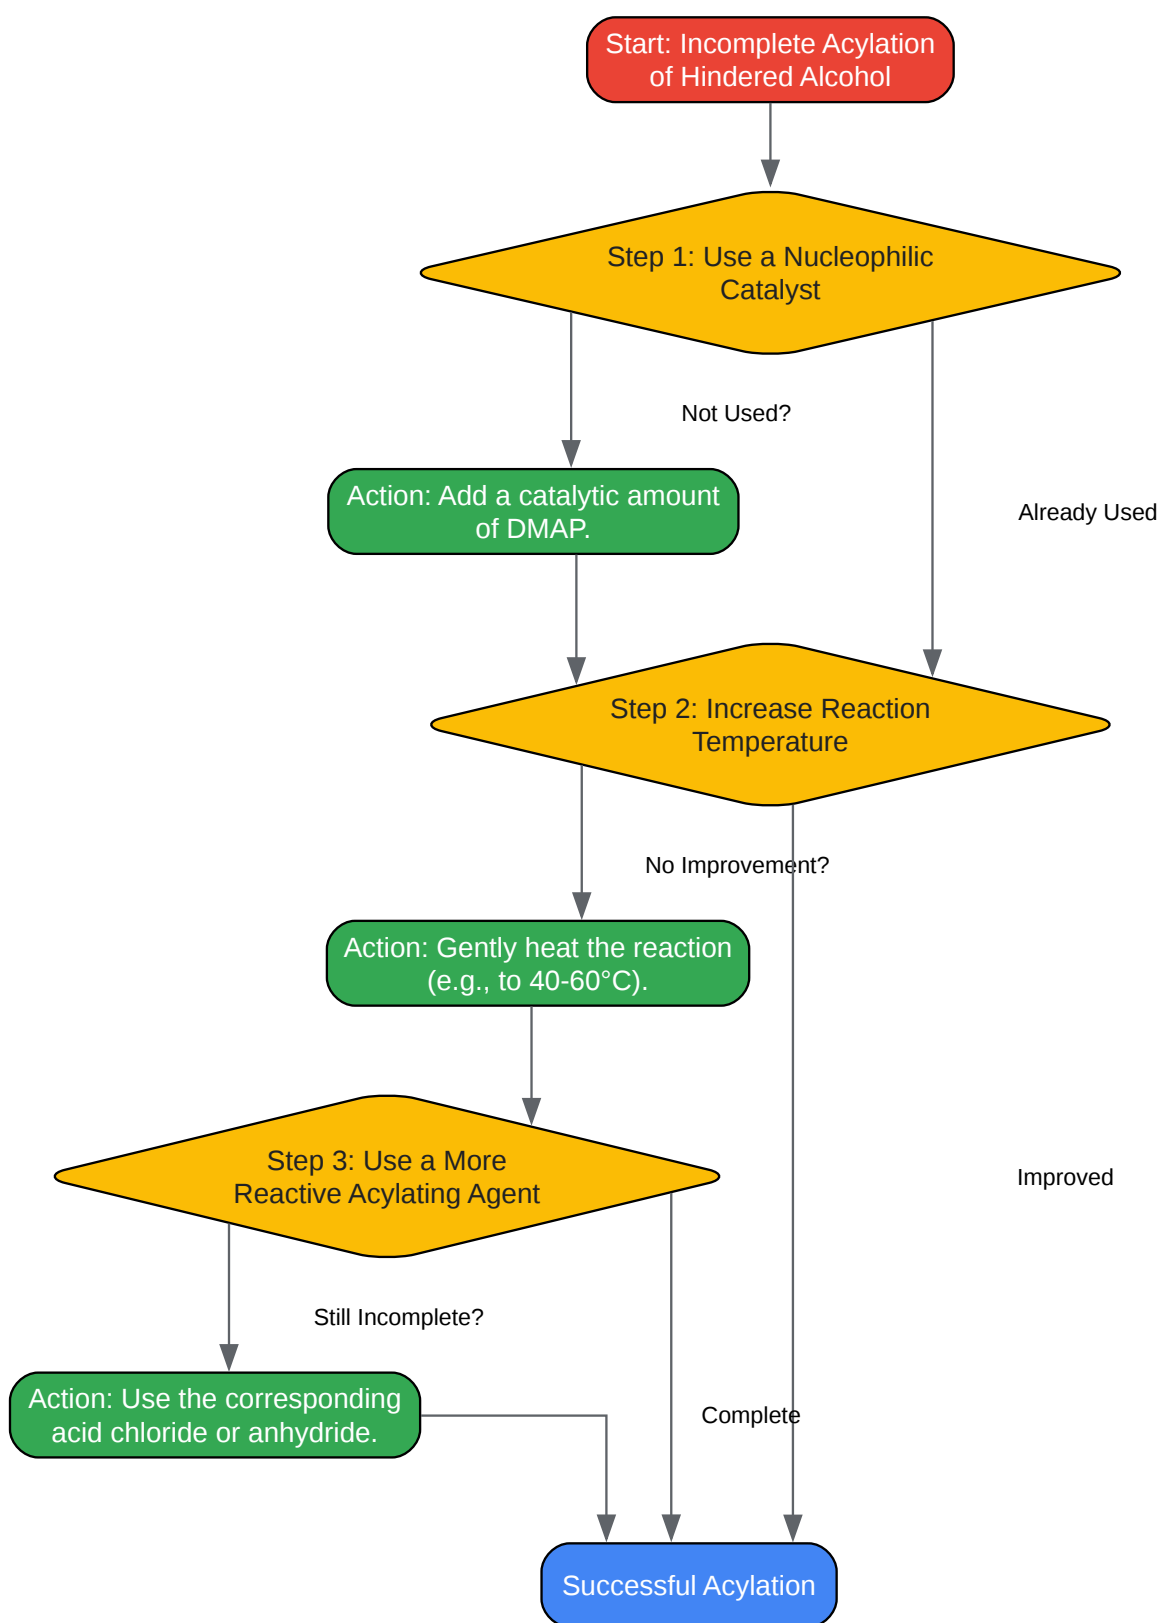 Start: Incomplete Acylation
of Hindered Alcohol
Step 1: Use a Nucleophilic
Catalyst
Not Used?
Action: Add a catalytic amount
of DMAP.
Already Used
Step 2: Increase Reaction
Temperature
No Improvement?
Action: Gently heat the reaction
(e.g., to 40-60°C).
Step 3: Use a More
Reactive Acylating Agent
Improved
Still Incomplete?
Action: Use the corresponding
acid chloride or anhydride.
Complete
Successful Acylation